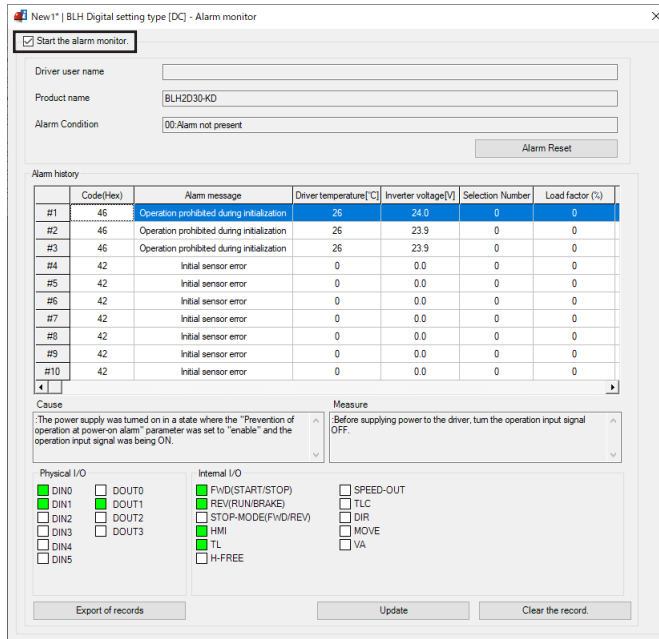 New1* | BLH Digital setting type [DC] - Alarm monitor
Start the alarm monitor.
Driver user name
Product name BLH2D30-KD
Alarm Condition 00:Alarm not present
Alarm Reset
Alarm history
Code(Hex) Alarm message Driver temperature[°C] Inverter voltage[V] Selection Number Load factor (%)
#1 46 Operation prohibited during initialization 26 24.0 0 0
#2 46 Operation prohibited during initialization 26 23.9 0 0
#3 46 Operation prohibited during initialization 26 23.9 0 0
#4 42 Initial sensor error 0 0.0 0 0
#5 42 Initial sensor error 0 0.0 0 0
#6 42 Initial sensor error 0 0.0 0 0
#7 42 Initial sensor error 0 0.0 0 0
#8 42 Initial sensor error 0 0.0 0 0
#9 42 Initial sensor error 0 0.0 0 0
#10 42 Initial sensor error 0 0.0 0 0
Cause
:The power supply was turned on in a state where the "Prevention of
operation at power-on alarm" parameter was set to "enable" and the
operation input signal was being ON.
Measure
:Before supplying power to the driver, turn the operation input signal
OFF.
Physical I/O
DIN0 DOUT0
DIN1 DOUT1
DIN2 DOUT2
DIN3 DOUT3
DIN4
DIN5
Internal I/O
FWD(START/STOP) SPEED-OUT
REV(RUN/BRAKE) TLC
STOP-MODE(FWD/REV) DIR
HMI MOVE
TL VA
H-FREE
Export of records
Update
Clear the record.